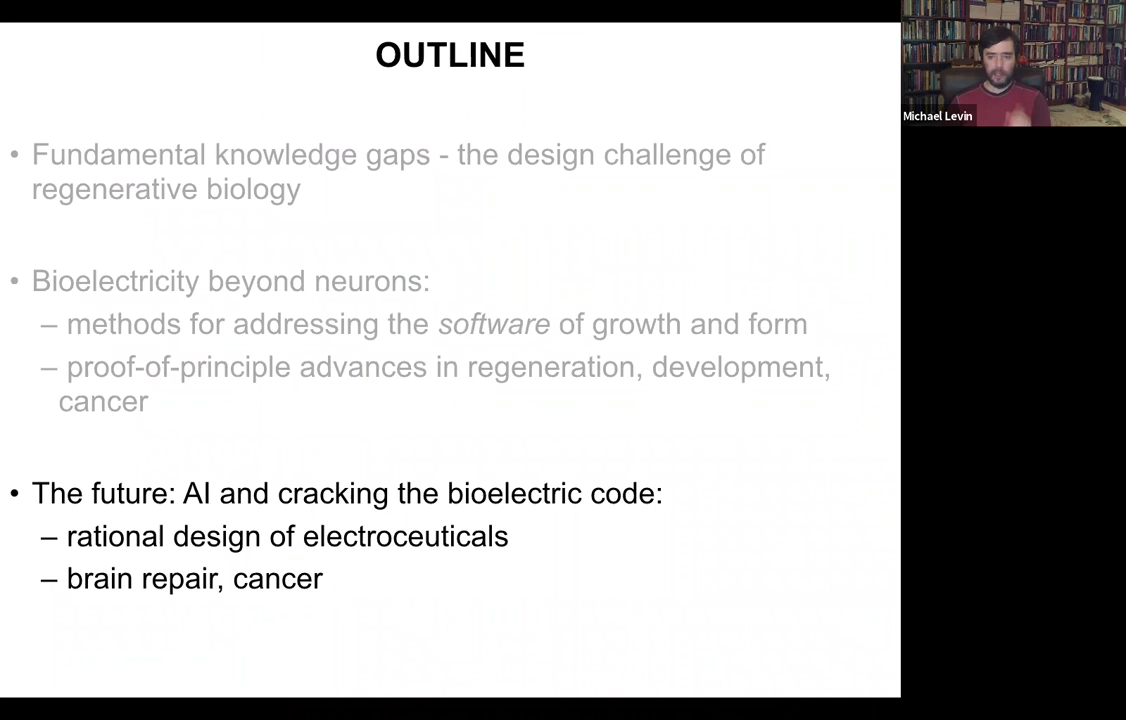 OUTLINE
Michael Levin
• Fundamental knowledge gaps - the design challenge of
regenerative biology
• Bioelectricity beyond neurons:
– methods for addressing the software of growth and form
– proof-of-principle advances in regeneration, development,
cancer
• The future: AI and cracking the bioelectric code:
– rational design of electroceuticals
– brain repair, cancer